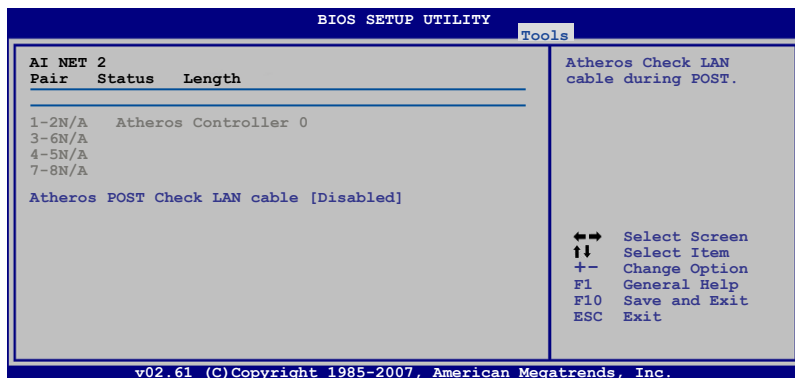 BIOS SETUP UTILITY
Tools
AI NET 2
Pair Status Length
1-2N/A Atheros Controller 0
3-6N/A
4-5N/A
7-8N/A
Atheros POST Check LAN cable [Disabled]
Atheros Check LAN
cable during POST.
←→ Select Screen
↑↓ Select Item
+- Change Option
F1 General Help
F10 Save and Exit
ESC Exit
v02.61 (C)Copyright 1985-2007, American Megatrends, Inc.